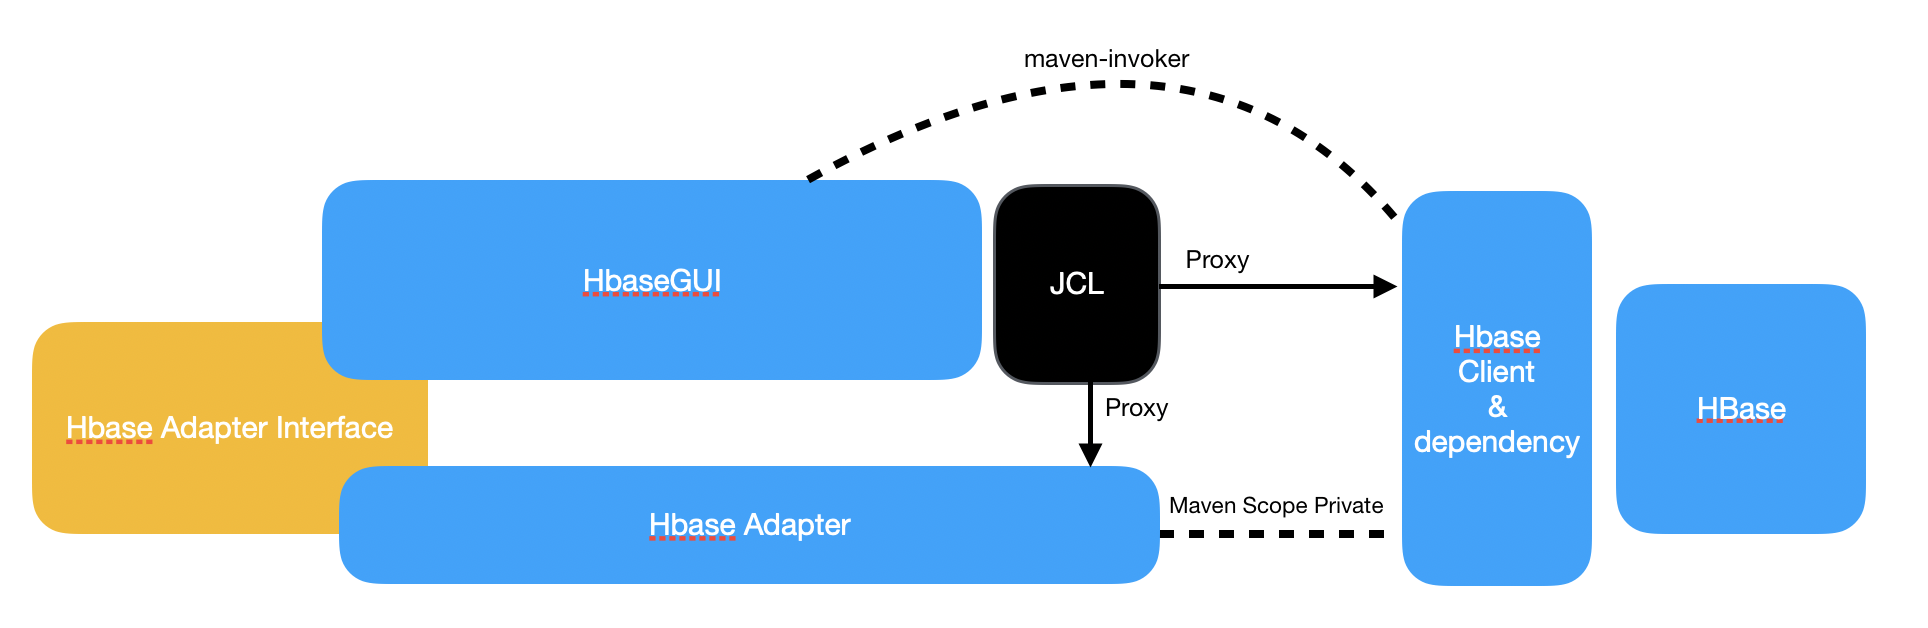 maven-invoker
HbaseGUI
JCL
Proxy
Proxy
Hbase
Client
&
dependency
HBase
Hbase Adapter Interface
Hbase Adapter
Maven Scope Private